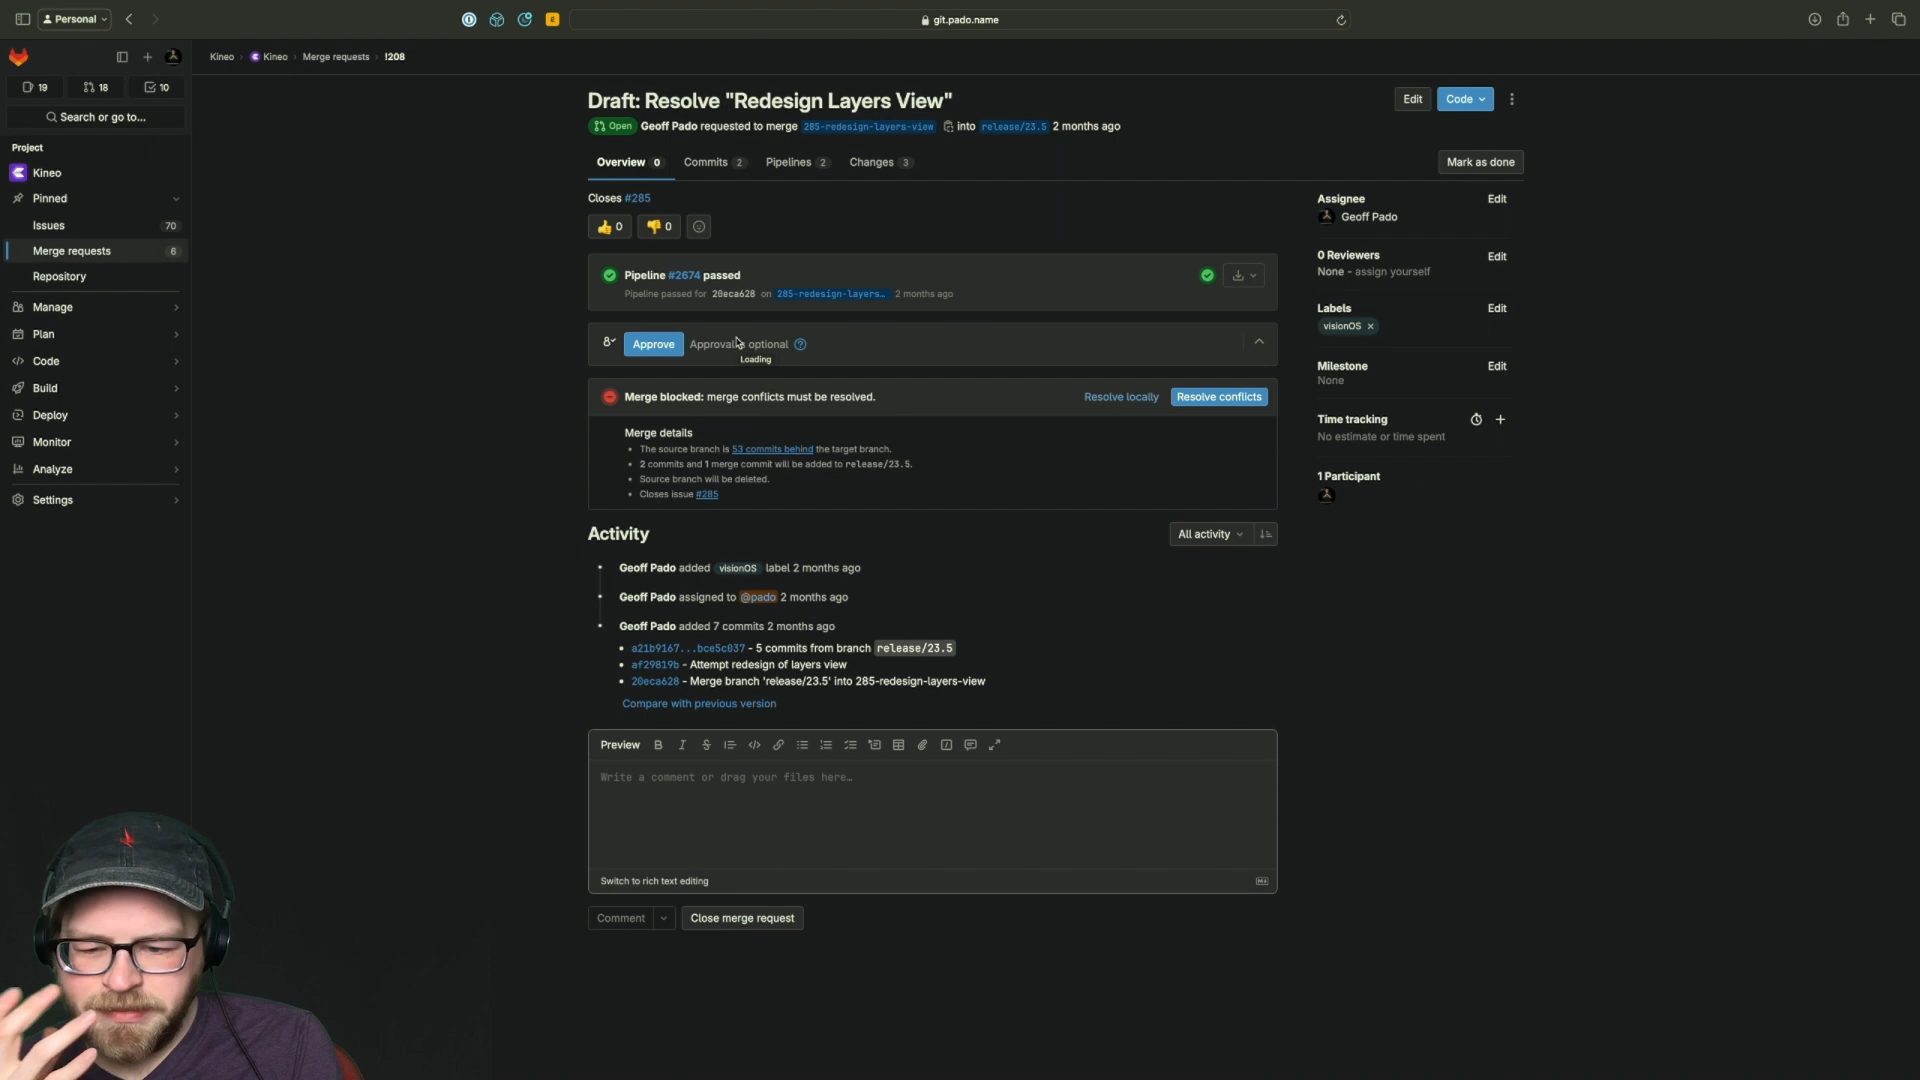 Personal
git.pado.name
19 18 10
Search or go to...
Project
Kineo
Pinned
Issues 70
Merge requests 6
Repository
Manage
Plan
Code
Build
Deploy
Monitor
Analyze
Settings
Kineo Kineo Merge requests !208
Draft: Resolve "Redesign Layers View"
Edit Code
Open Geoff Pado requested to merge 285-redesign-layers-view into release/23.5 2 months ago
Overview 0 Commits 2 Pipelines 2 Changes 3
Mark as done
Closes #285
👍 0 👎 0
Pipeline #2674 passed
Pipeline passed for 20eca628 on 285-redesign-layers… 2 months ago
Approve Approval is optional
Loading
Merge blocked: merge conflicts must be resolved. Resolve locally Resolve conflicts
Merge details
• The source branch is 53 commits behind the target branch.
• 2 commits and 1 merge commit will be added to release/23.5.
• Source branch will be deleted.
• Closes issue #285
Activity
All activity
Geoff Pado added visionOS label 2 months ago
Geoff Pado assigned to @pado 2 months ago
Geoff Pado added 7 commits 2 months ago
• a21b9167...bce5c037 - 5 commits from branch release/23.5
• af29819b - Attempt redesign of layers view
• 20eca628 - Merge branch 'release/23.5' into 285-redesign-layers-view
Compare with previous version
Preview
Write a comment or drag your files here…
Switch to rich text editing
Comment Close merge request
Assignee Edit
Geoff Pado
0 Reviewers Edit
None - assign yourself
Labels Edit
visionOS ×
Milestone Edit
None
Time tracking
No estimate or time spent
1 Participant